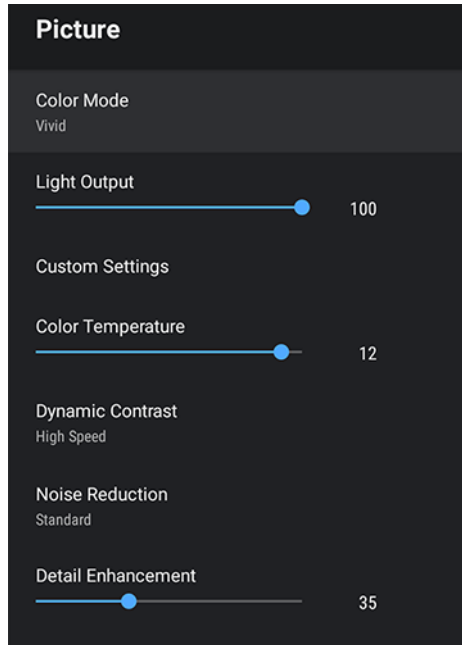 Picture
Color Mode
Vivid
Light Output
100
Custom Settings
Color Temperature
12
Dynamic Contrast
High Speed
Noise Reduction
Standard
Detail Enhancement
35